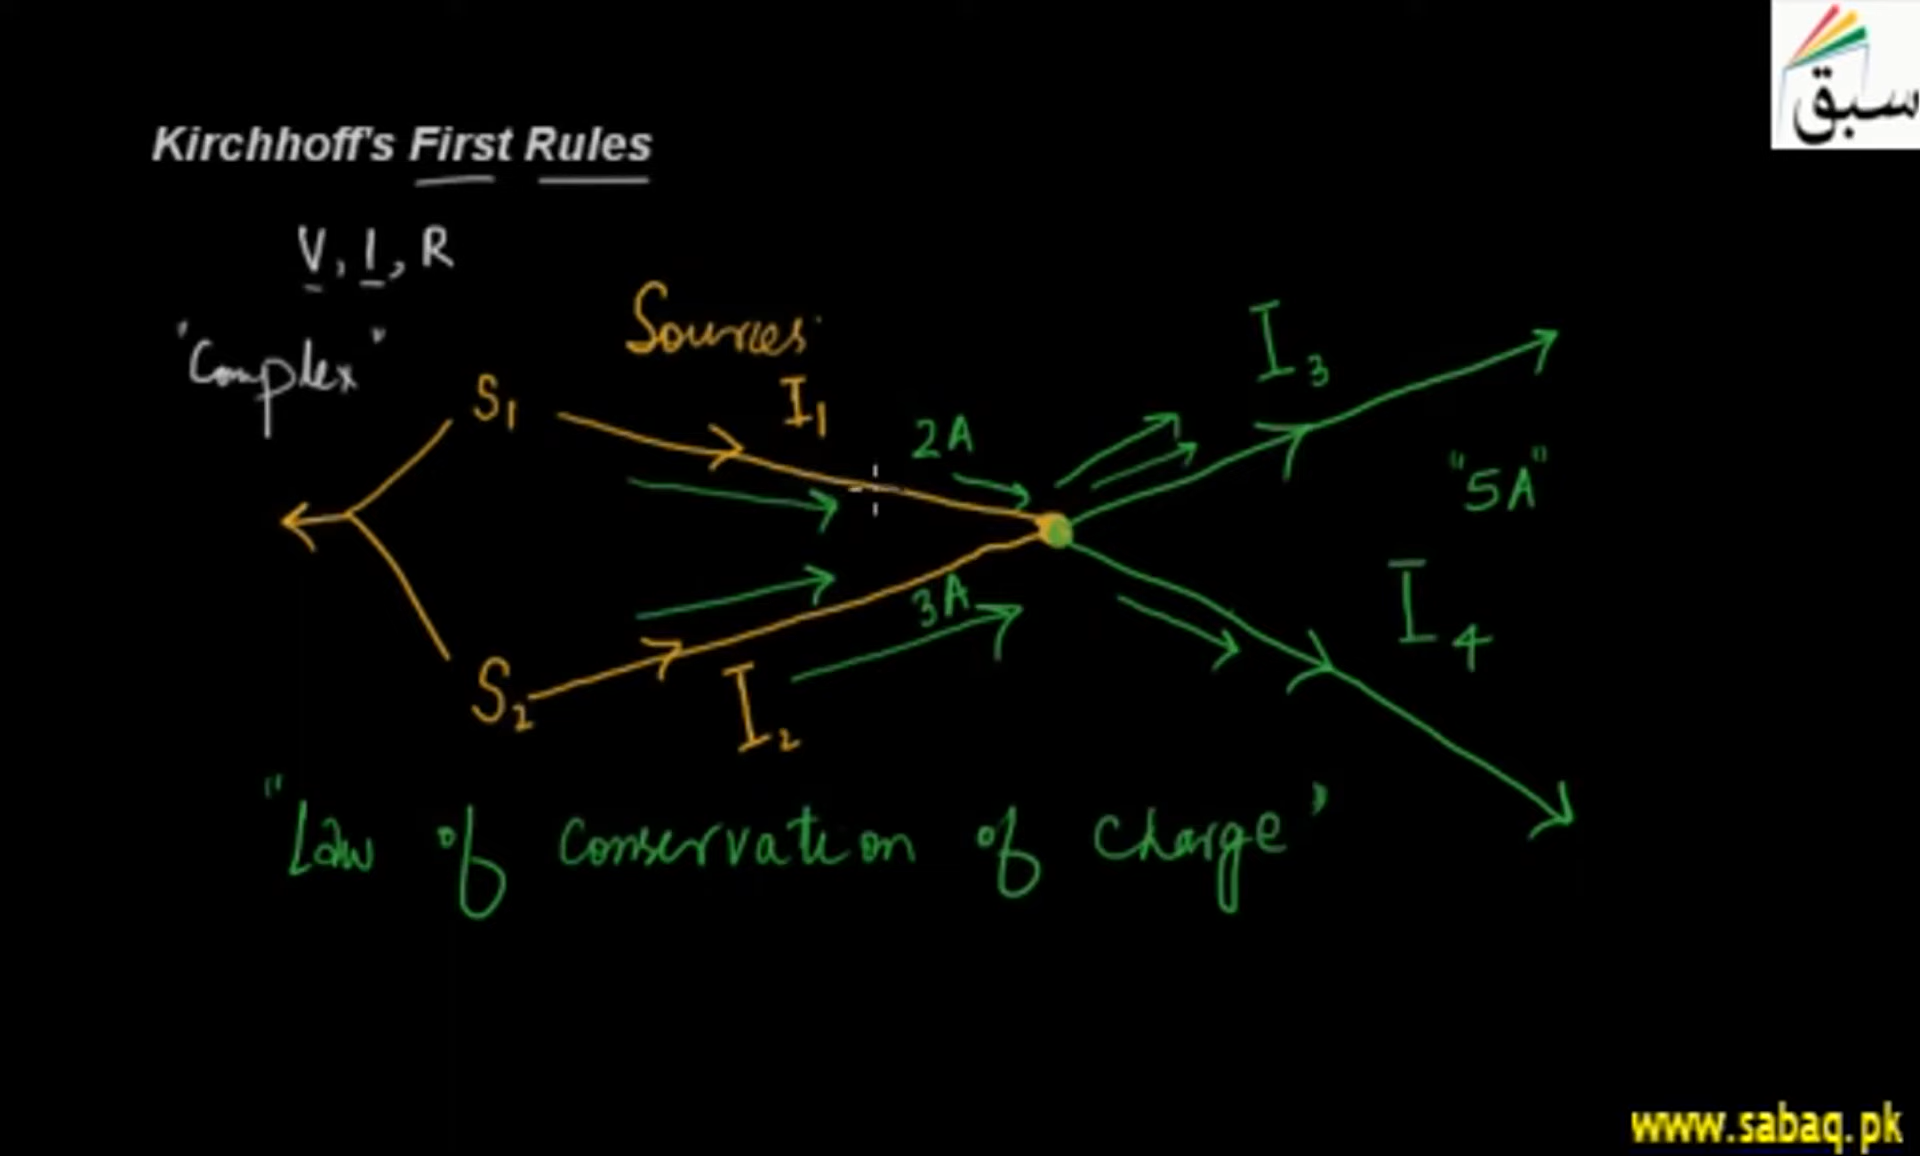 سبق
Kirchhoff's First Rules
V, I, R
"Complex"
Sources
S1
I1
2A
I3
"5A"
3A
I4
S2
I2
"Law of conservation of charge"
www.sabaq.pk